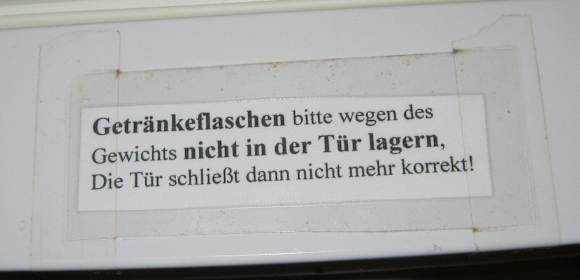 Getränkeflaschen bitte wegen des
Gewichts nicht in der Tür lagern,
Die Tür schließt dann nicht mehr korrekt!